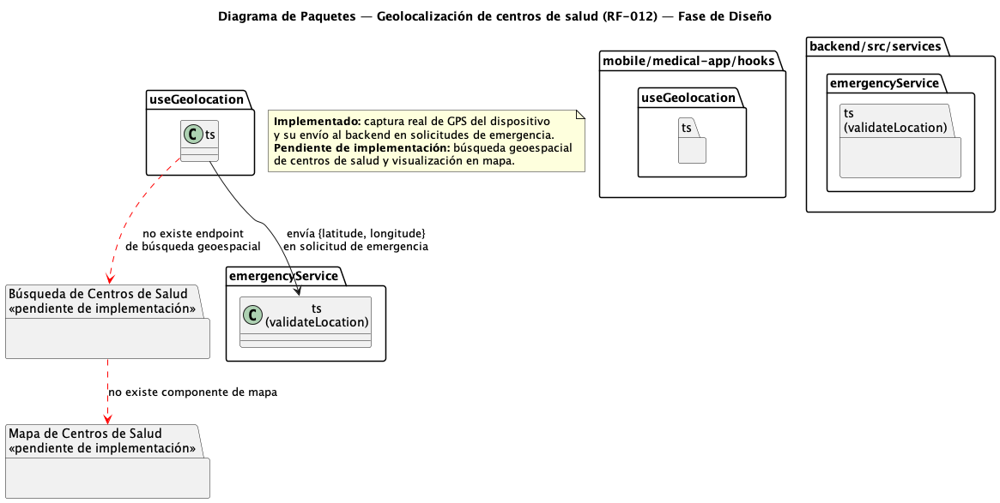 Diagrama de Paquetes — Geolocalización de centros de salud (RF-012) — Fase de Diseño
useGeolocation
C ts
Implementado: captura real de GPS del dispositivo
y su envío al backend en solicitudes de emergencia.
Pendiente de implementación: búsqueda geoespacial
de centros de salud y visualización en mapa.
mobile/medical-app/hooks
useGeolocation
ts
backend/src/services
emergencyService
ts
(validateLocation)
no existe endpoint
de búsqueda geoespacial
envía {latitude, longitude}
en solicitud de emergencia
Búsqueda de Centros de Salud
«pendiente de implementación»
emergencyService
C ts
(validateLocation)
no existe componente de mapa
Mapa de Centros de Salud
«pendiente de implementación»